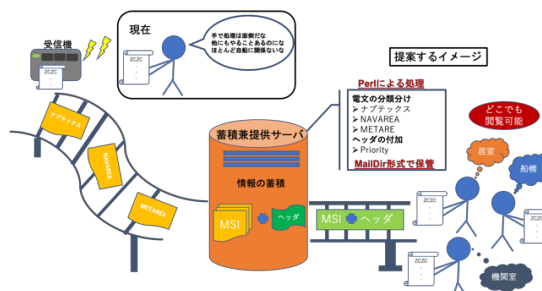 受信機
ZCZC
現在
手で処理は面倒だな
他にもやることあるのにな
ほとんど自船に関係ないな
ZCZC
提案するイメージ
Perlによる処理
電文の分類分け
➢ ナブテックス
➢ NAVAREA
➢ METARE
ヘッダの付加
➢ Priority
MailDir形式で保管
どこでも
閲覧可能
ナブテックス
NAVAREA
METAREA
蓄積兼提供サーバ
情報の蓄積
MSI
ヘッダ
MSI
ヘッダ
居室
船橋
機関室
ZCZC
ZCZC
ZCZC